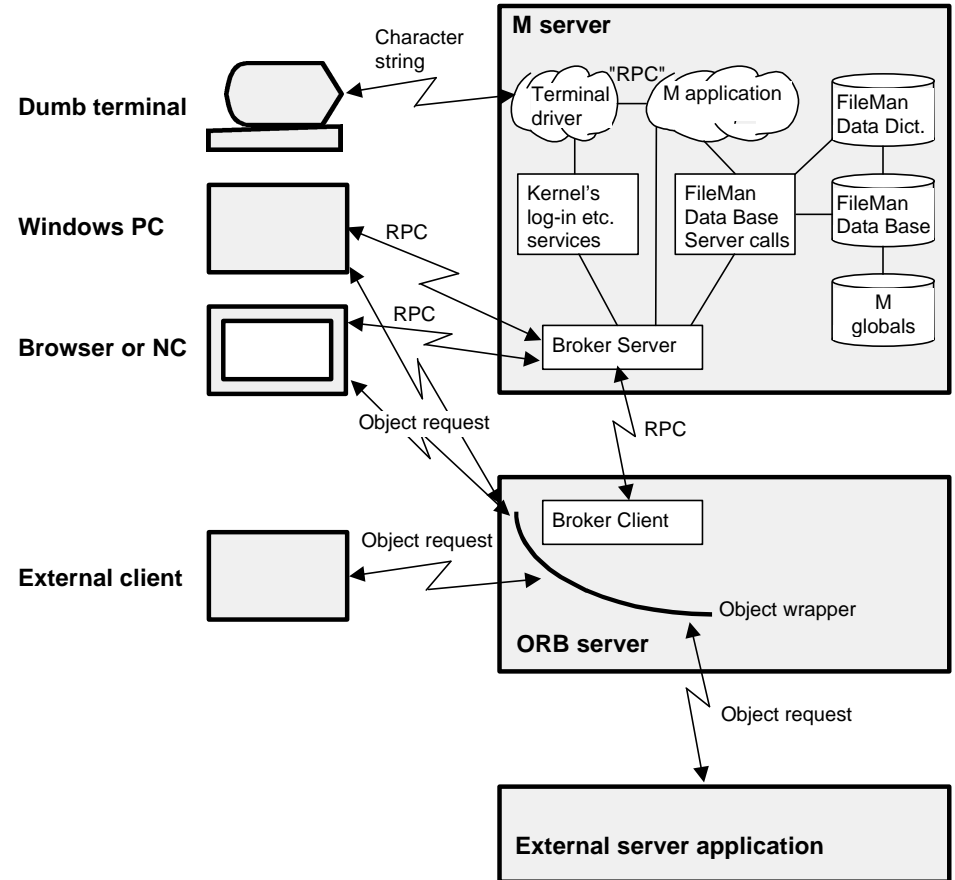 M server
Character
string
"RPC"
Dumb terminal
Terminal
driver
M application
FileMan
Data Dict.
Windows PC
RPC
Kernel's
log-in etc.
services
FileMan
Data Base
Server calls
FileMan
Data Base
M
globals
Browser or NC
RPC
Broker Server
Object request
RPC
Broker Client
External client
Object request
Object wrapper
ORB server
Object request
External server application